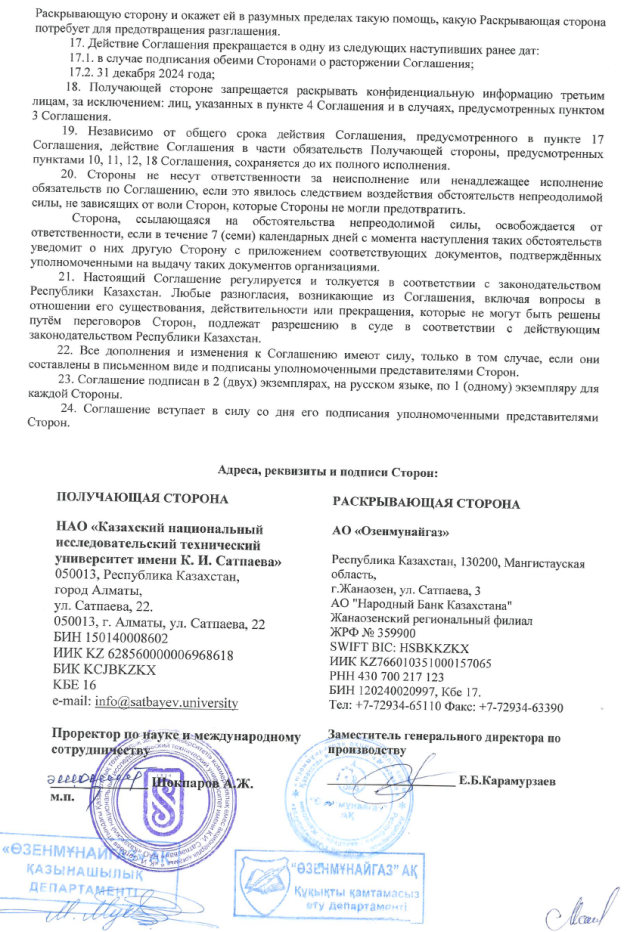 Раскрывающую сторону и окажет ей в разумных пределах такую помощь, какую Раскрывающая сторона
потребует для предотвращения разглашения.
17. Действие Соглашения прекращается в одну из следующих наступивших ранее дат:
17.1. в случае подписания обеими Сторонами о расторжении Соглашения;
17.2. 31 декабря 2024 года;
18. Получающей стороне запрещается раскрывать конфиденциальную информацию третьим
лицам, за исключением: лиц, указанных в пункте 4 Соглашения и в случаях, предусмотренных пунктом
3 Соглашения.
19. Независимо от общего срока действия Соглашения, предусмотренного в пункте 17
Соглашения, действие Соглашения в части обязательств Получающей стороны, предусмотренных
пунктами 10, 11, 12, 18 Соглашения, сохраняется до их полного исполнения.
20. Стороны не несут ответственности за неисполнение или ненадлежащее исполнение
обязательств по Соглашению, если это явилось следствием воздействия обстоятельств непреодолимой
силы, не зависящих от воли Сторон, которые Стороны не могли предотвратить.
Сторона, ссылающаяся на обстоятельства непреодолимой силы, освобождается от
ответственности, если в течение 7 (семи) календарных дней с момента наступления таких обстоятельств
уведомит о них другую Сторону с приложением соответствующих документов, подтверждённых
уполномоченными на выдачу таких документов организациями.
21. Настоящий Соглашение регулируется и толкуется в соответствии с законодательством
Республики Казахстан. Любые разногласия, возникающие из Соглашения, включая вопросы в
отношении его существования, действительности или прекращения, которые не могут быть решены
путём переговоров Сторон, подлежат разрешению в суде в соответствии с действующим
законодательством Республики Казахстан.
22. Все дополнения и изменения к Соглашению имеют силу, только в том случае, если они
составлены в письменном виде и подписаны уполномоченными представителями Сторон.
23. Соглашение подписан в 2 (двух) экземплярах, на русском языке, по 1 (одному) экземпляру для
каждой Стороны.
24. Соглашение вступает в силу со дня его подписания уполномоченными представителями
Сторон.
Адреса, реквизиты и подписи Сторон:
ПОЛУЧАЮЩАЯ СТОРОНА
НАО «Казахский национальный
исследовательский технический
университет имени К. И. Сатпаева»
050013, Республика Казахстан,
город Алматы,
ул. Сатпаева, 22.
050013, г. Алматы, ул. Сатпаева, 22
БИН 150140008602
ИИК KZ 628560000006968618
БИК KCJBKZKX
КБЕ 16
e-mail: info@satbayev.university
Проректор по науке и международному
сотрудничеству
Шокпаров А.Ж.
м.п.
РАСКРЫВАЮЩАЯ СТОРОНА
АО «Озенмунайгаз»
Республика Казахстан, 130200, Мангистауская
область,
г.Жанаозен, ул. Сатпаева, 3
АО "Народный Банк Казахстана"
Жанаозенский региональный филиал
ЖРФ № 359900
SWIFT BIC: HSBKKZKX
ИИК KZ766010351000157065
РНН 430 700 217 123
БИН 120240020997, Кбе 17.
Тел: +7-72934-65110 Факс: +7-72934-63390
Заместитель генерального директора по
производству
Е.Б.Карамурзаев
«ӨЗЕНМҰНАЙГАЗ» АҚ
ҚАЗЫНАШЫЛЫҚ
ДЕПАРТАМЕНТІ
"ӨЗЕНМҰНАЙГАЗ" АҚ
Құқықты қамтамасыз
ету департаменті